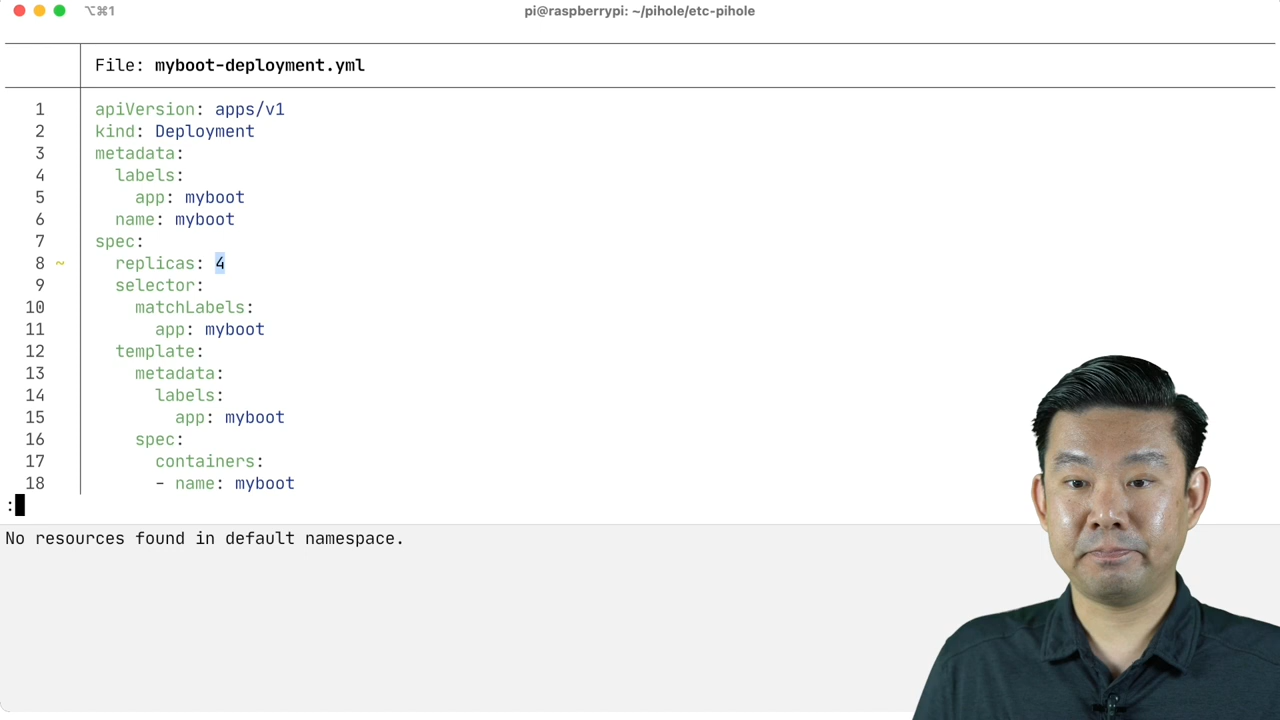 ⌥⌘1
pi@raspberrypi: ~/pihole/etc-pihole
File: myboot-deployment.yml
1 apiVersion: apps/v1
2 kind: Deployment
3 metadata:
4   labels:
5     app: myboot
6   name: myboot
7 spec:
8 ~   replicas: 4
9   selector:
10     matchLabels:
11       app: myboot
12   template:
13     metadata:
14       labels:
15         app: myboot
16     spec:
17       containers:
18       - name: myboot
:
No resources found in default namespace.